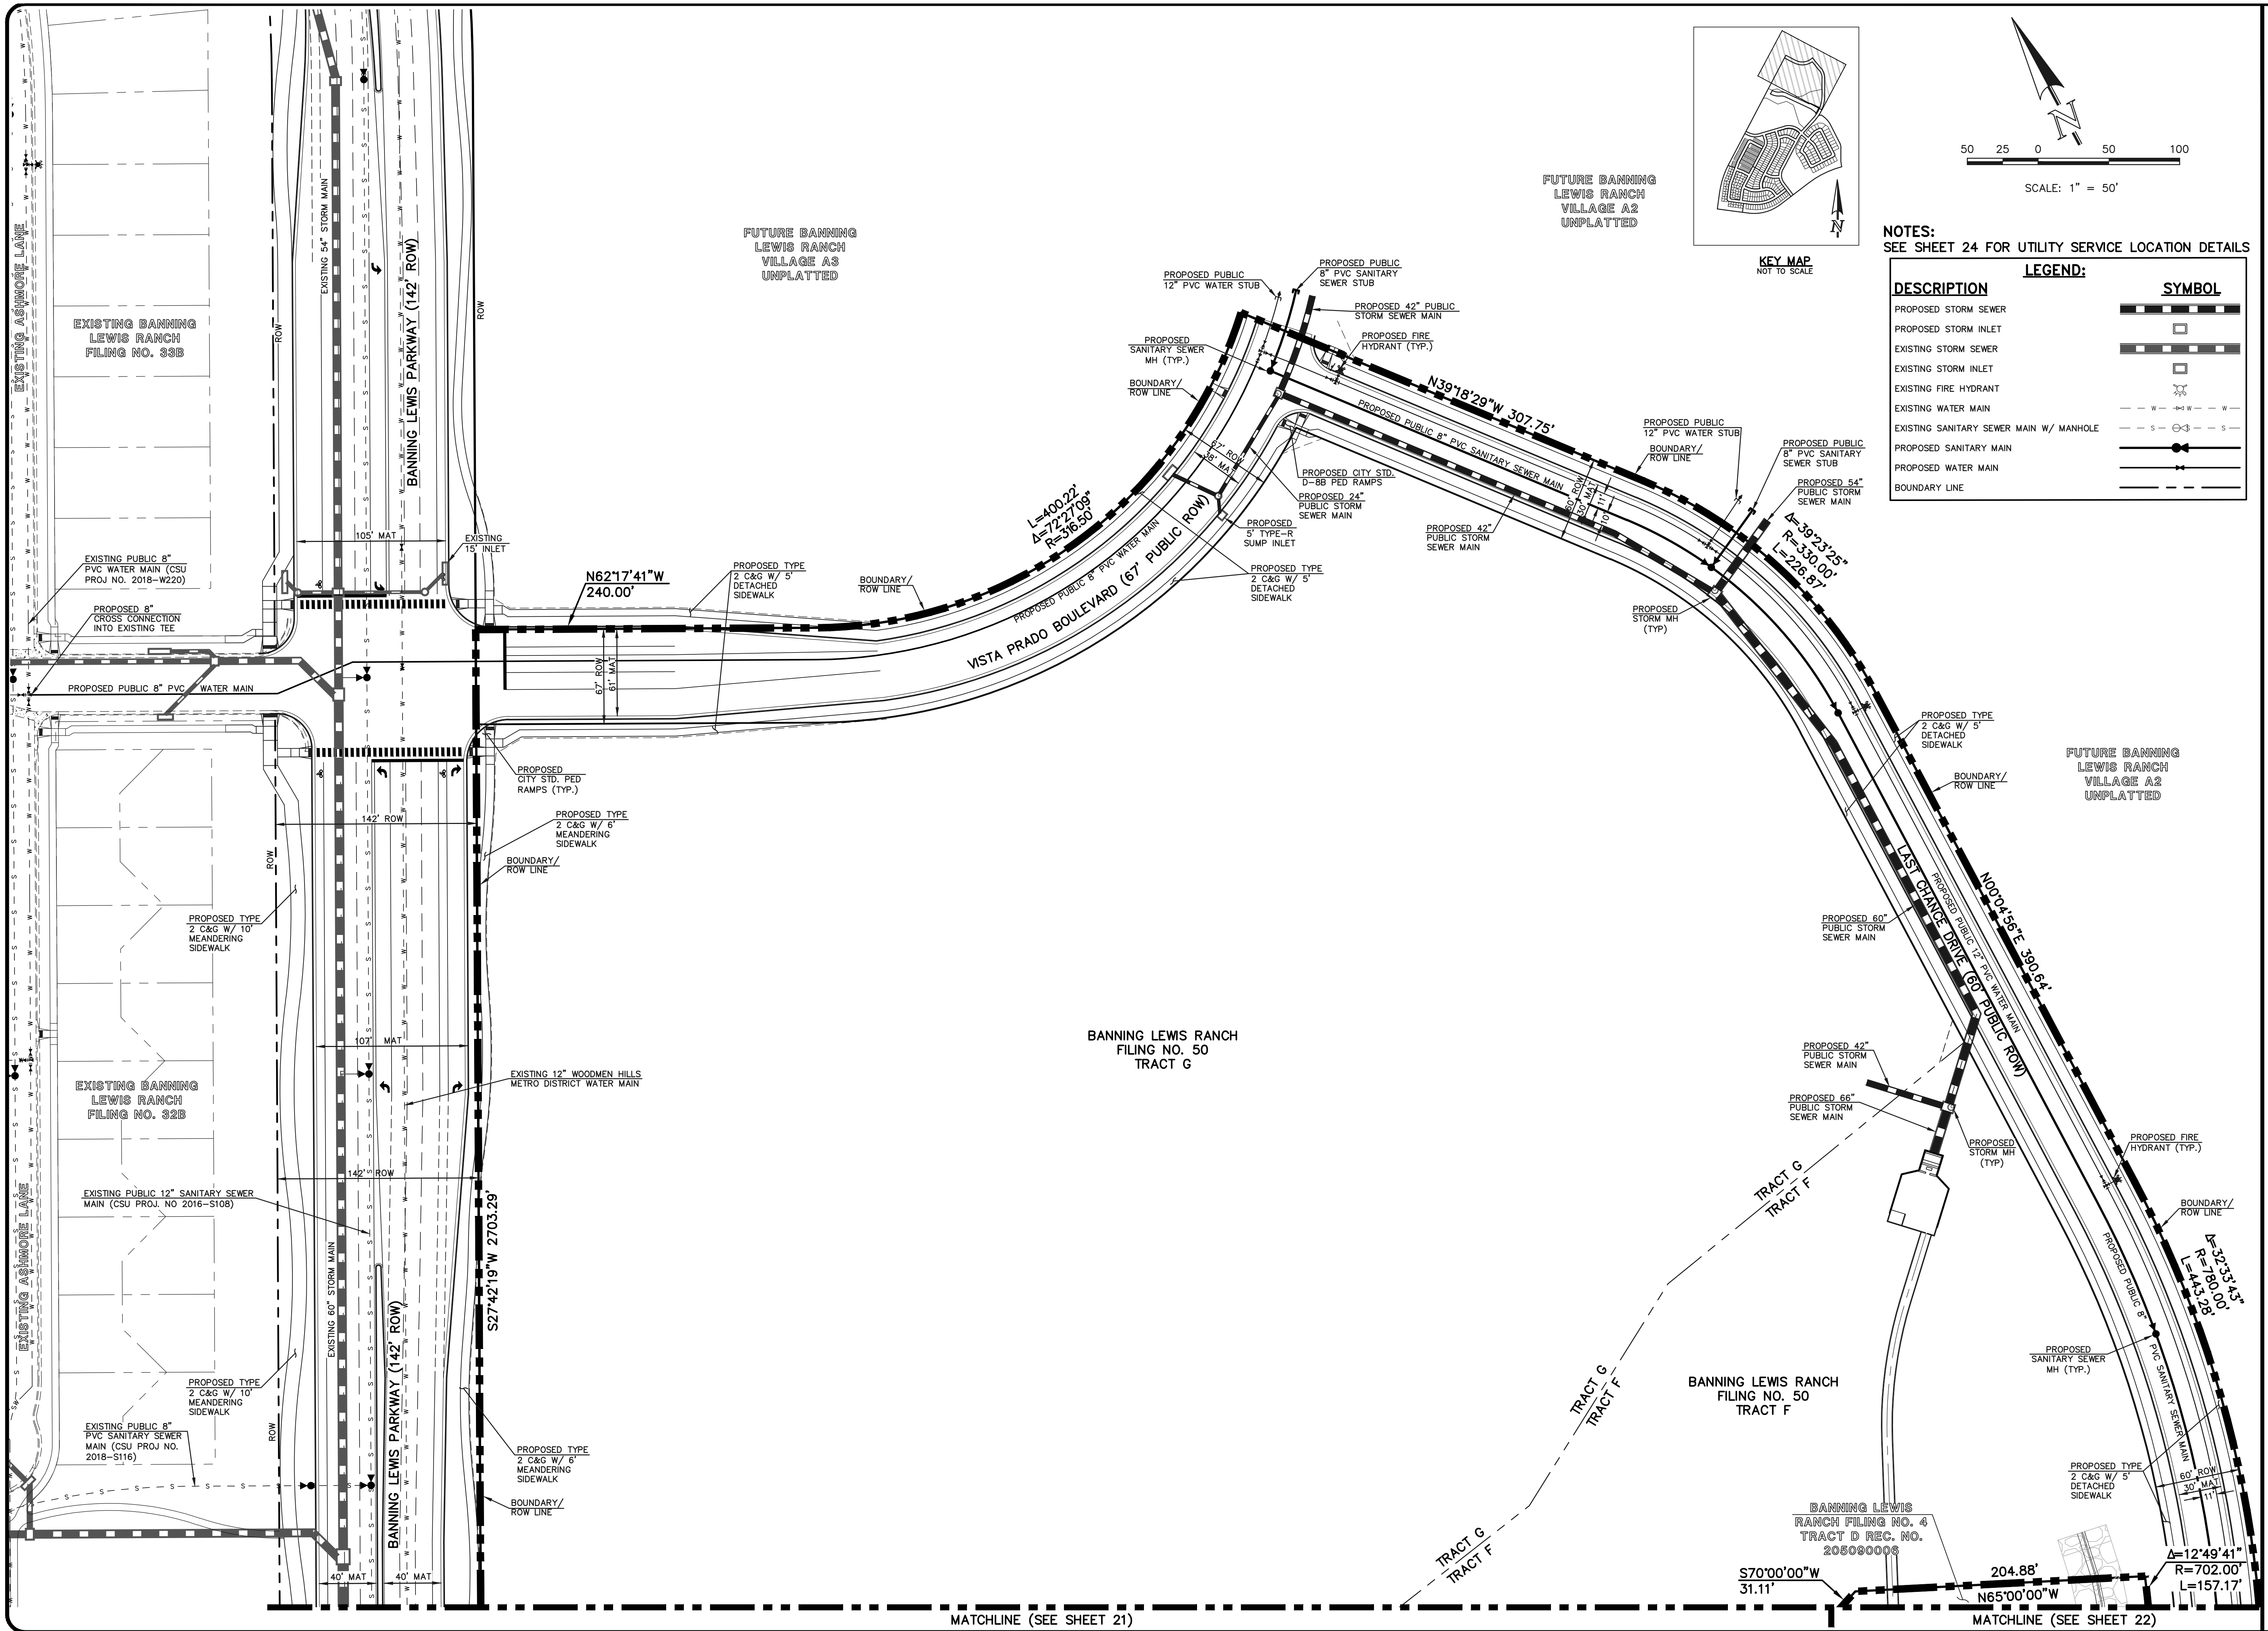 EXISTING ASHMORE LANE
EXISTING BANNING
LEWIS RANCH
FILING NO. 33B
EXISTING PUBLIC 8"
PVC WATER MAIN (CSU
PROJ NO. 2018-W220)
PROPOSED 8"
CROSS CONNECTION
INTO EXISTING TEE
PROPOSED PUBLIC 8" PVC WATER MAIN
ROW
EXISTING 54" STORM MAIN
BANNING LEWIS PARKWAY (142' ROW)
ROW
105' MAT
EXISTING
15' INLET
N62°17'41"W
240.00'
PROPOSED TYPE
2 C&G W/ 5'
DETACHED
SIDEWALK
BOUNDARY/
ROW LINE
67' ROW
61' MAT
VISTA PRADO BOULEVARD (67' PUBLIC ROW)
PROPOSED PUBLIC 8" PVC WATER MAIN
L=400.22'
Δ=72°27'09"
R=316.50'
FUTURE BANNING
LEWIS RANCH
VILLAGE A3
UNPLATTED
FUTURE BANNING
LEWIS RANCH
VILLAGE A2
UNPLATTED
PROPOSED PUBLIC
12" PVC WATER STUB
PROPOSED PUBLIC
8" PVC SANITARY
SEWER STUB
PROPOSED 42" PUBLIC
STORM SEWER MAIN
PROPOSED FIRE
HYDRANT (TYP.)
PROPOSED
SANITARY SEWER
MH (TYP.)
BOUNDARY/
ROW LINE
67' ROW
38' MAT
N39°18'29"W 307.75'
PROPOSED PUBLIC 8" PVC SANITARY SEWER MAIN
PROPOSED CITY STD.
D-8B PED RAMPS
PROPOSED 24"
PUBLIC STORM
SEWER MAIN
PROPOSED
5' TYPE-R
SUMP INLET
PROPOSED TYPE
2 C&G W/ 5'
DETACHED
SIDEWALK
PROPOSED 42"
PUBLIC STORM
SEWER MAIN
60' ROW
30' MAT
11'
10'
PROPOSED PUBLIC
12" PVC WATER STUB
BOUNDARY/
ROW LINE
PROPOSED PUBLIC
8" PVC SANITARY
SEWER STUB
PROPOSED 54"
PUBLIC STORM
SEWER MAIN
Δ=39°23'25"
R=330.00'
L=226.87'
PROPOSED
STORM MH
(TYP)
KEY MAP
NOT TO SCALE
N
N
50 25 0 50 100
SCALE: 1" = 50'
NOTES:
SEE SHEET 24 FOR UTILITY SERVICE LOCATION DETAILS
LEGEND:
DESCRIPTION SYMBOL
PROPOSED STORM SEWER
PROPOSED STORM INLET
EXISTING STORM SEWER
EXISTING STORM INLET
EXISTING FIRE HYDRANT
EXISTING WATER MAIN W W W
EXISTING SANITARY SEWER MAIN W/ MANHOLE S S
PROPOSED SANITARY MAIN
PROPOSED WATER MAIN
BOUNDARY LINE
PROPOSED
CITY STD. PED
RAMPS (TYP.)
142' ROW
PROPOSED TYPE
2 C&G W/ 6'
MEANDERING
SIDEWALK
BOUNDARY/
ROW LINE
ROW
PROPOSED TYPE
2 C&G W/ 10'
MEANDERING
SIDEWALK
107' MAT
EXISTING 12" WOODMEN HILLS
METRO DISTRICT WATER MAIN
EXISTING BANNING
LEWIS RANCH
FILING NO. 32B
142' ROW
EXISTING PUBLIC 12" SANITARY SEWER
MAIN (CSU PROJ. NO 2016-S108)
EXISTING ASHMORE LANE
S27°42'19"W 2703.29'
EXISTING 60" STORM MAIN
BANNING LEWIS PARKWAY (142' ROW)
PROPOSED TYPE
2 C&G W/ 10'
MEANDERING
SIDEWALK
ROW
EXISTING PUBLIC 8"
PVC SANITARY SEWER
MAIN (CSU PROJ NO.
2018-S116)
PROPOSED TYPE
2 C&G W/ 6'
MEANDERING
SIDEWALK
BOUNDARY/
ROW LINE
40' MAT
40' MAT
BANNING LEWIS RANCH
FILING NO. 50
TRACT G
PROPOSED TYPE
2 C&G W/ 5'
DETACHED
SIDEWALK
BOUNDARY/
ROW LINE
FUTURE BANNING
LEWIS RANCH
VILLAGE A2
UNPLATTED
LAST CHANCE DRIVE (60' PUBLIC ROW)
PROPOSED PUBLIC 12" PVC WATER MAIN
N00°04'56"E 390.64'
PROPOSED 60"
PUBLIC STORM
SEWER MAIN
PROPOSED 42"
PUBLIC STORM
SEWER MAIN
PROPOSED 66"
PUBLIC STORM
SEWER MAIN
PROPOSED
STORM MH
(TYP)
PROPOSED FIRE
HYDRANT (TYP.)
BOUNDARY/
ROW LINE
TRACT G
TRACT F
Δ=32°33'43"
R=780.00'
L=443.28'
PROPOSED PUBLIC 8" PVC SANITARY SEWER MAIN
PROPOSED
SANITARY SEWER
MH (TYP.)
TRACT G
TRACT F
BANNING LEWIS RANCH
FILING NO. 50
TRACT F
PROPOSED TYPE
2 C&G W/ 5'
DETACHED
SIDEWALK
60' ROW
30' MAT
11'
BANNING LEWIS
RANCH FILING NO. 4
TRACT D REC. NO.
205090006
TRACT G
TRACT F
S70°00'00"W
31.11'
204.88'
N65°00'00"W
Δ=12°49'41"
R=702.00'
L=157.17'
MATCHLINE (SEE SHEET 21)
MATCHLINE (SEE SHEET 22)